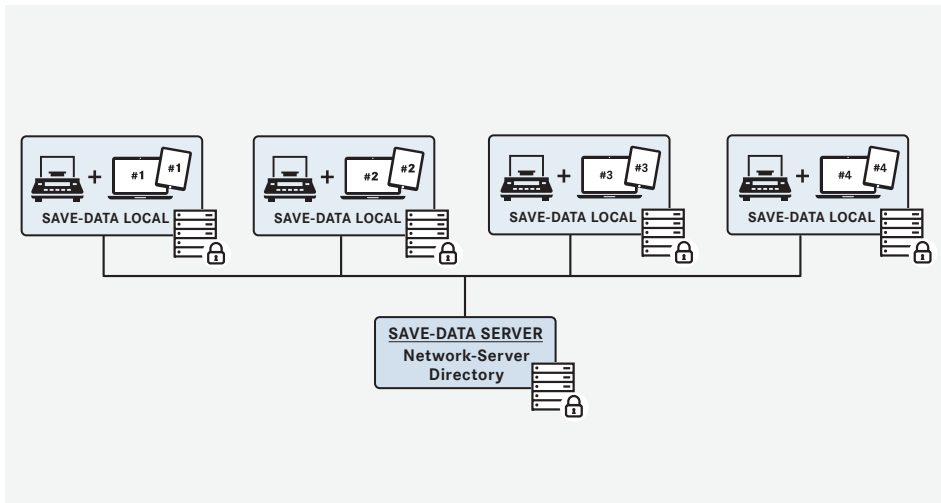 #1 #1
SAVE-DATA LOCAL
#2 #2
SAVE-DATA LOCAL
#3 #3
SAVE-DATA LOCAL
#4 #4
SAVE-DATA LOCAL
SAVE-DATA SERVER
Network-Server
Directory